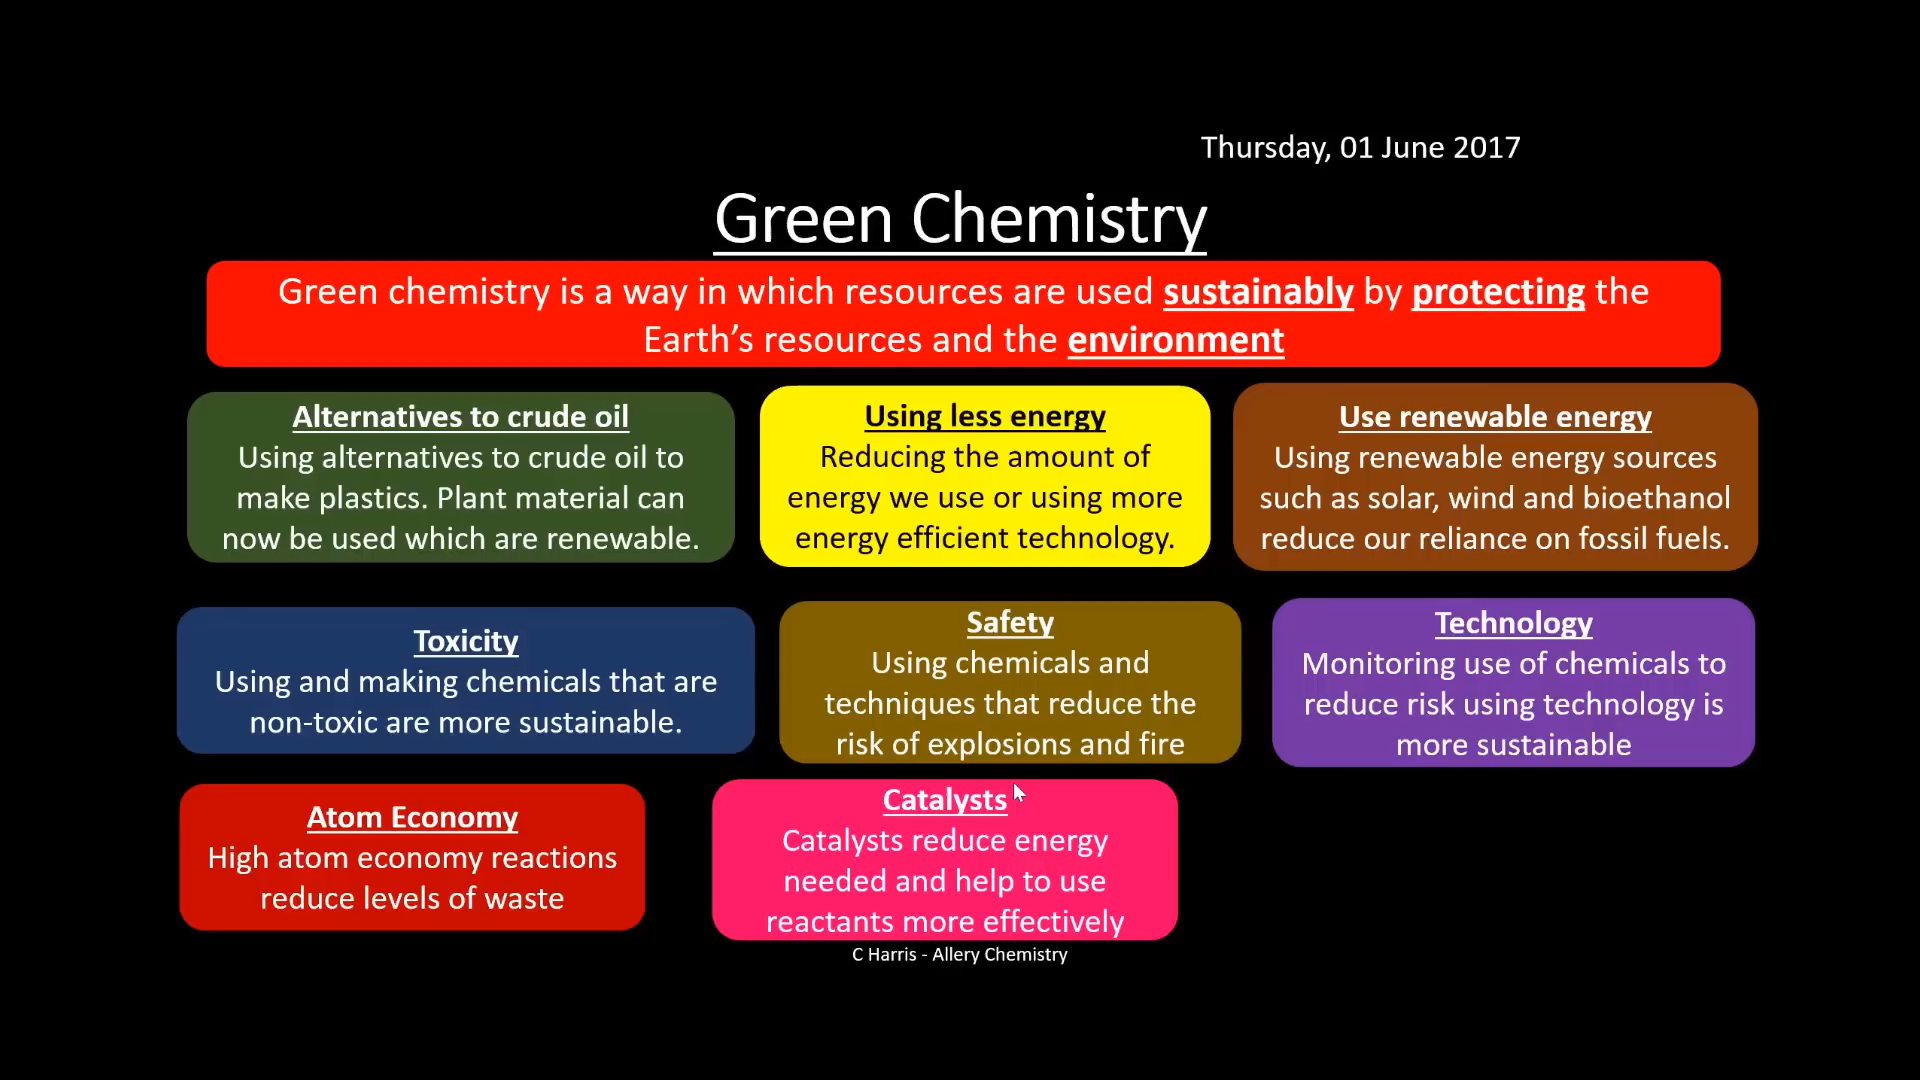 Thursday, 01 June 2017
Green Chemistry
Green chemistry is a way in which resources are used sustainably by protecting the
Earth’s resources and the environment
Alternatives to crude oil
Using alternatives to crude oil to
make plastics. Plant material can
now be used which are renewable.
Using less energy
Reducing the amount of
energy we use or using more
energy efficient technology.
Use renewable energy
Using renewable energy sources
such as solar, wind and bioethanol
reduce our reliance on fossil fuels.
Toxicity
Using and making chemicals that are
non-toxic are more sustainable.
Safety
Using chemicals and
techniques that reduce the
risk of explosions and fire
Technology
Monitoring use of chemicals to
reduce risk using technology is
more sustainable
Atom Economy
High atom economy reactions
reduce levels of waste
Catalysts
Catalysts reduce energy
needed and help to use
reactants more effectively
C Harris - Allery Chemistry